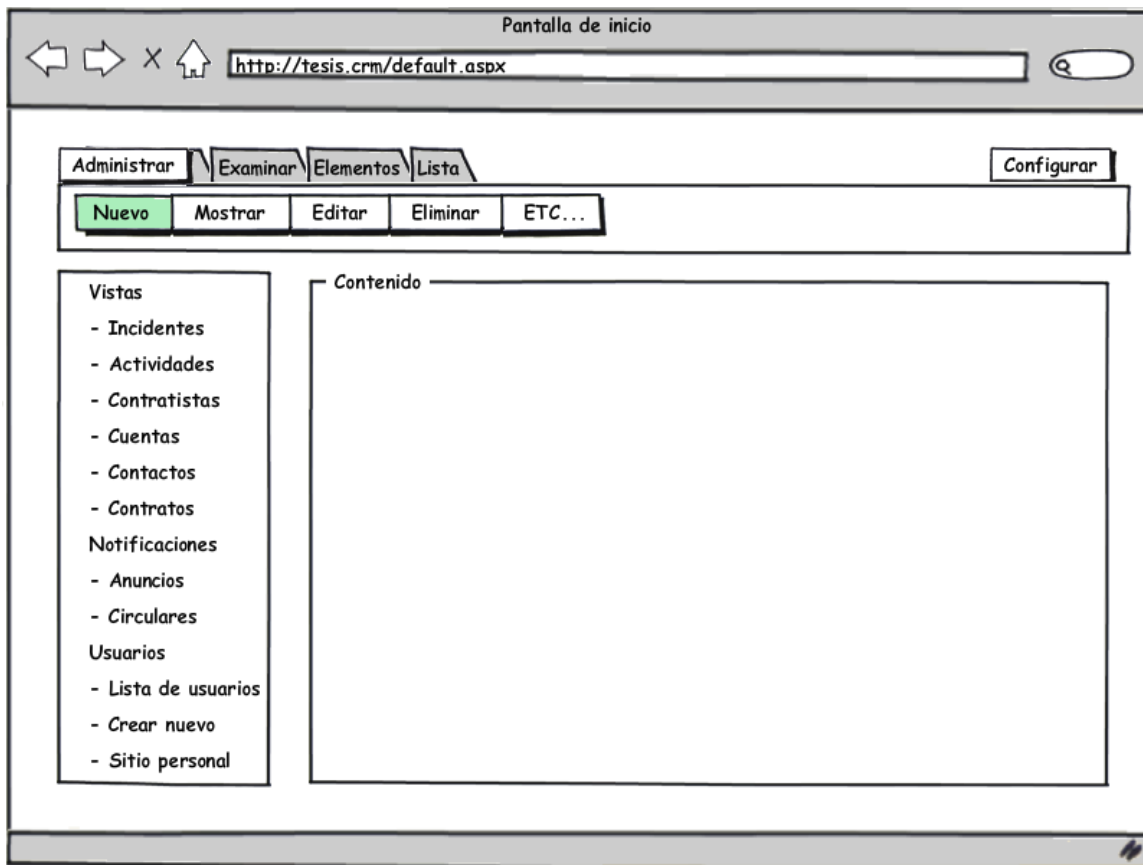 Pantalla de inicio
http://tesis.crm/default.aspx
Administrar Examinar Elementos Lista Configurar
Nuevo Mostrar Editar Eliminar ETC...
Contenido
Vistas
- Incidentes
- Actividades
- Contratistas
- Cuentas
- Contactos
- Contratos
Notificaciones
- Anuncios
- Circulares
Usuarios
- Lista de usuarios
- Crear nuevo
- Sitio personal